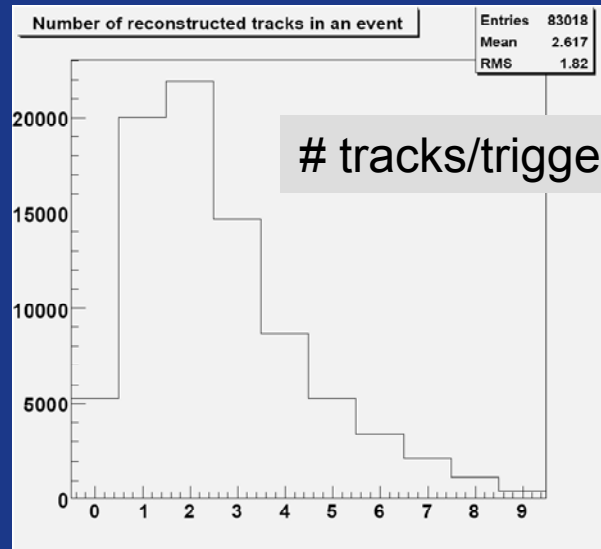 Number of reconstructed tracks in an event
Entries 83018
Mean 2.617
RMS 1.82
# tracks/trigge
20000
15000
10000
5000
0
0 1 2 3 4 5 6 7 8 9